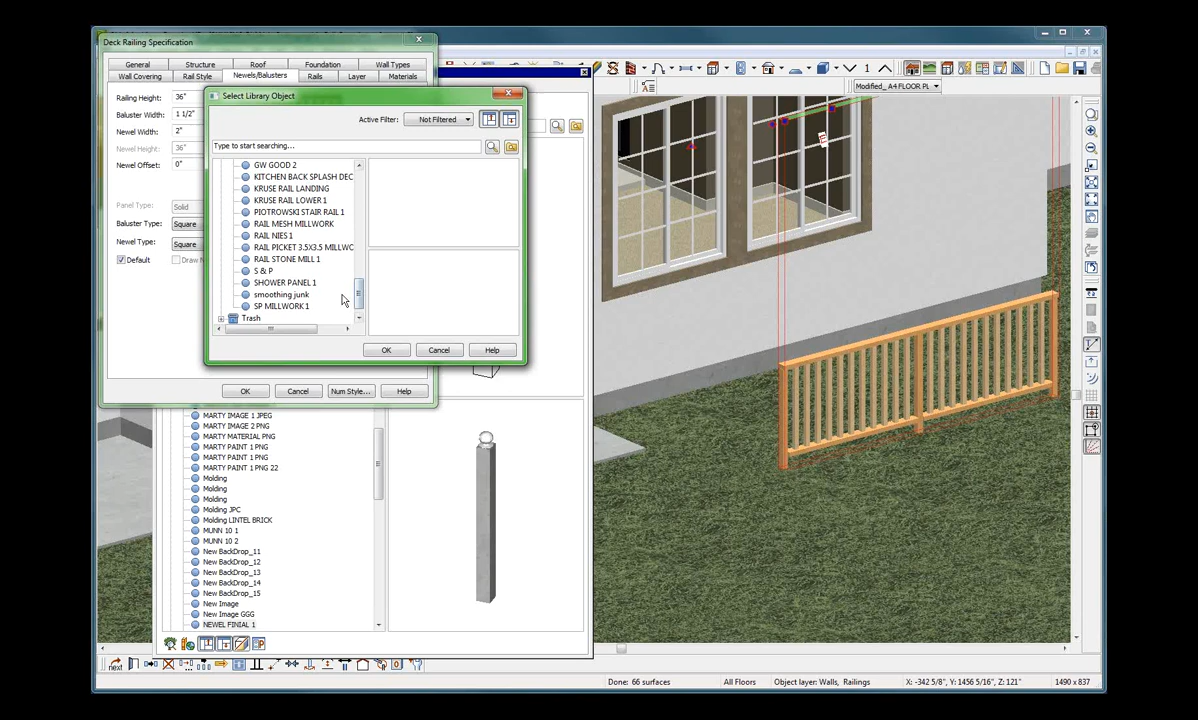 Deck Railing Specification
General
Structure
Roof
Foundation
Wall Types
Wall Covering
Rail Style
Newels/Balusters
Rails
Layer
Materials
Railing Height:
36"
Baluster Width:
1 1/2"
Newel Width:
2"
Newel Height:
36"
Newel Offset:
0"
Panel Type:
Solid
Baluster Type:
Square
Newel Type:
Square
Default
OK
Cancel
Num Style...
Help
Select Library Object
Active Filter:
Not Filtered
Type to start searching...
GW GOOD 2
KITCHEN BACK SPLASH DEC
KRUSE RAIL LANDING
KRUSE RAIL LOWER 1
PIOTROWSKI STAIR RAIL 1
RAIL MESH MILLWORK
RAIL NIES 1
RAIL PICKET 3.5X3.5 MILLWO
RAIL STONE MILL 1
S & P
SHOWER PANEL 1
smoothing junk
SP MILLWORK 1
Trash
OK
Cancel
Help
MARTY IMAGE 1 JPEG
MARTY IMAGE 2 PNG
MARTY MATERIAL PNG
MARTY PAINT 1 PNG
MARTY PAINT 1 PNG
MARTY PAINT 1 PNG 22
Molding
Molding
Molding
Molding JPC
Molding LINTEL BRICK
MUNN 10 1
MUNN 10 2
New BackDrop_11
New BackDrop_12
New BackDrop_13
New BackDrop_14
New BackDrop_15
New Image
New Image GGG
NEWEL FINIAL 1
1
Modified_ A4 FLOOR PL
next
Done: 66 surfaces
All Floors
Object layer: Walls, Railings
X: -342 5/8", Y: 1456 5/16", Z: 121"
1490 x 837